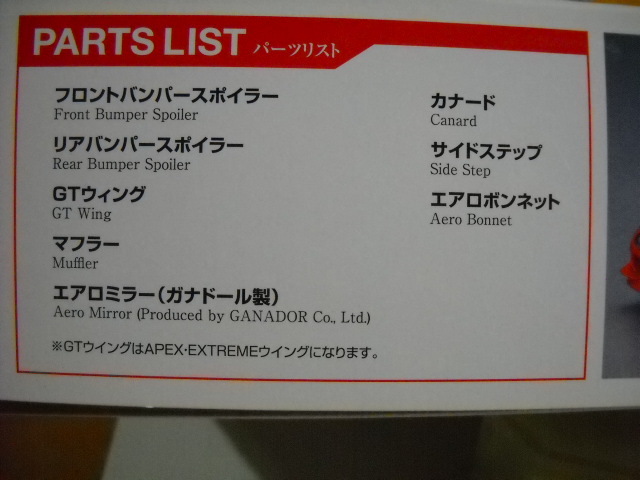 PARTS LIST パーツリスト
フロントバンパースポイラー
Front Bumper Spoiler
リアバンパースポイラー
Rear Bumper Spoiler
GTウィング
GT Wing
マフラー
Muffler
エアロミラー（ガナドール製）
Aero Mirror (Produced by GANADOR Co., Ltd.)
カナード
Canard
サイドステップ
Side Step
エアロボンネット
Aero Bonnet
※GTウイングはAPEX・EXTREMEウイングになります。